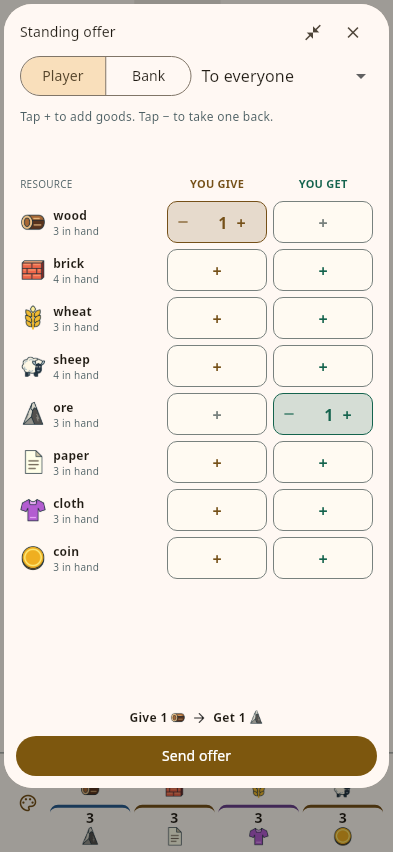 Standing offer
Player Bank To everyone
Tap + to add goods. Tap − to take one back.
RESOURCE YOU GIVE YOU GET
wood
3 in hand
− 1 + +
brick
4 in hand
+ +
wheat
3 in hand
+ +
sheep
4 in hand
+ +
ore
3 in hand
+ − 1 +
paper
3 in hand
+ +
cloth
3 in hand
+ +
coin
3 in hand
+ +
Give 1 → Get 1
Send offer
3 3 3 3